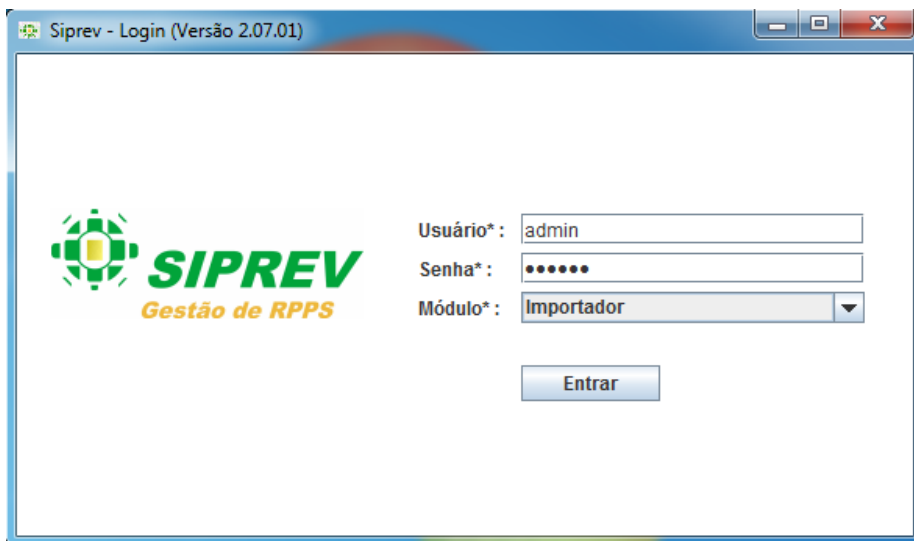 Siprev - Login (Versão 2.07.01)
SIPREV
Gestão de RPPS
Usuário* : admin
Senha* : ••••••
Módulo* : Importador
Entrar